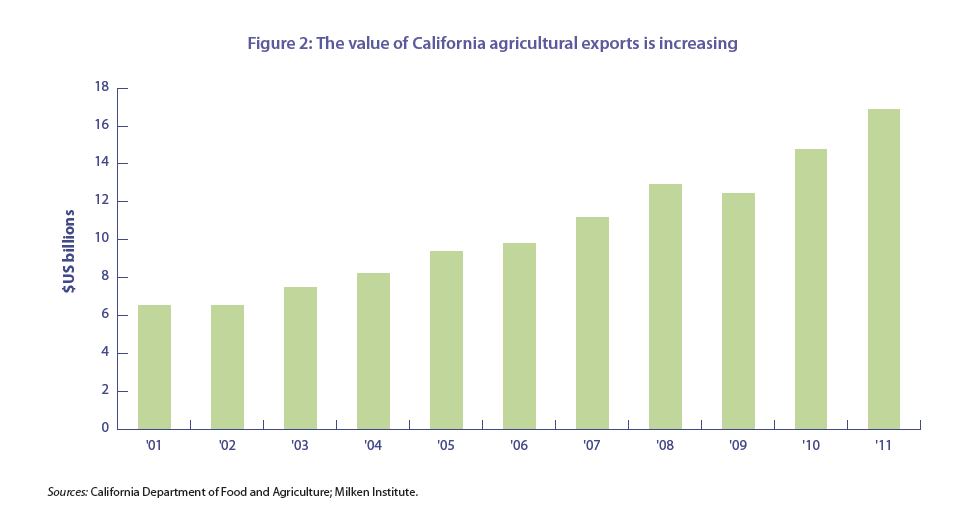 Figure 2: The value of California agricultural exports is increasing
18
16
14
12
10
8
6
4
2
0
$US billions
'01 '02 '03 '04 '05 '06 '07 '08 '09 '10 '11
Sources: California Department of Food and Agriculture; Milken Institute.